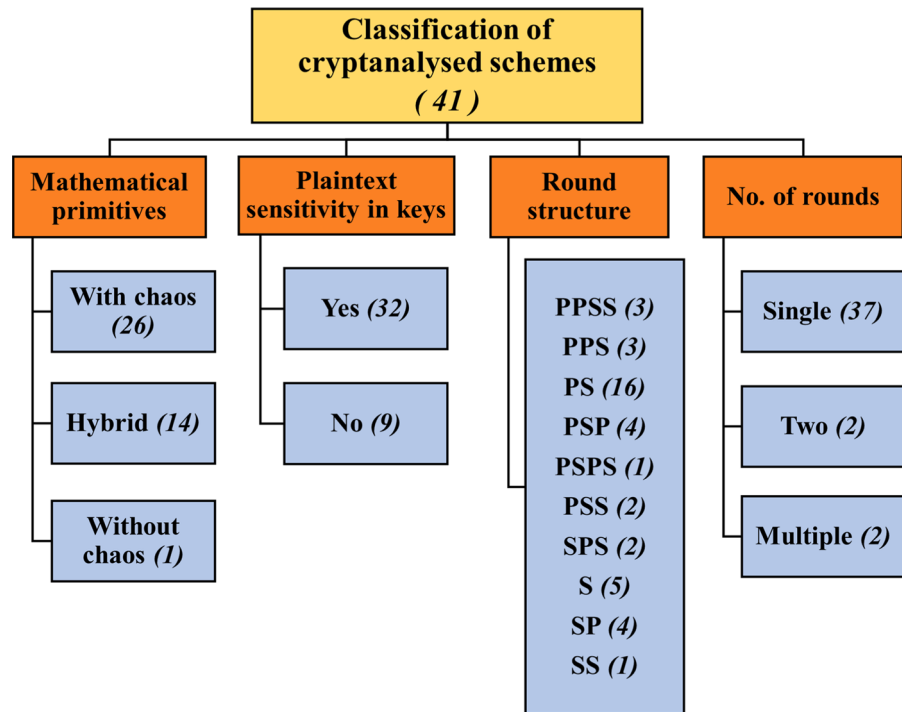 Classification of
cryptanalysed schemes
( 41 )
Mathematical
primitives
With chaos
(26)
Hybrid (14)
Without
chaos (1)
Plaintext
sensitivity in keys
Yes (32)
No (9)
Round
structure
PPSS (3)
PPS (3)
PS (16)
PSP (4)
PSPS (1)
PSS (2)
SPS (2)
S (5)
SP (4)
SS (1)
No. of rounds
Single (37)
Two (2)
Multiple (2)